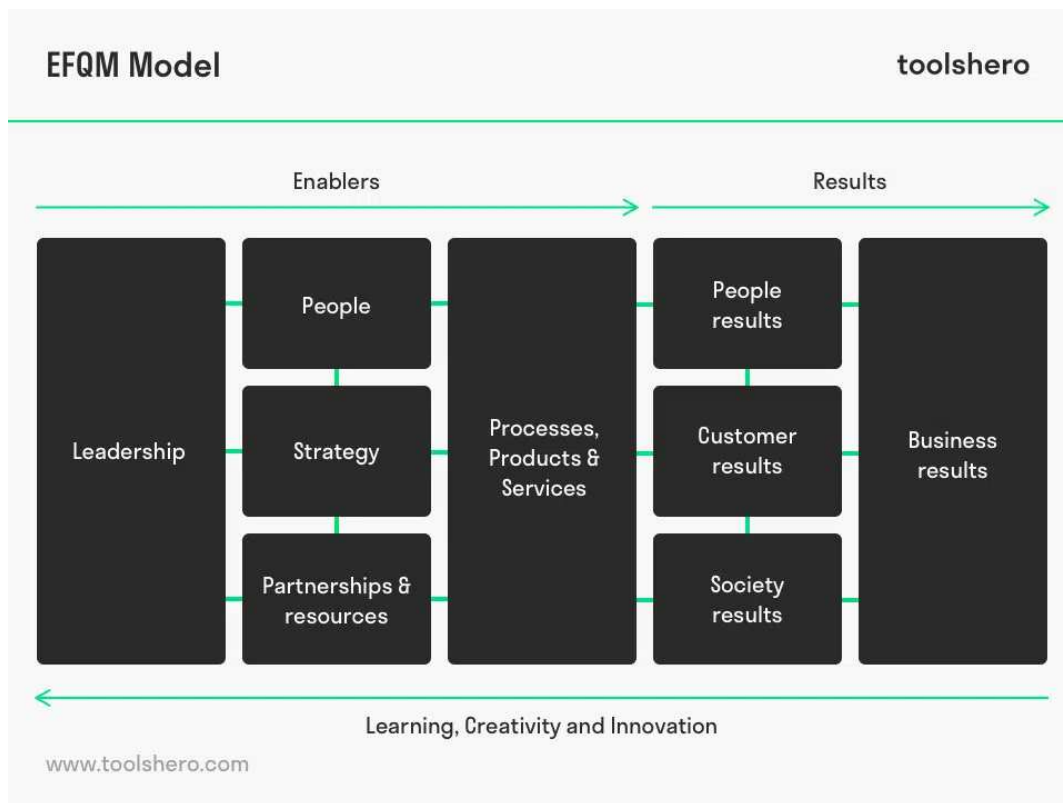 EFQM Model
toolshero
Enablers
Results
Leadership
People
Strategy
Partnerships &
resources
Processes,
Products &
Services
People
results
Customer
results
Society
results
Business
results
Learning, Creativity and Innovation
www.toolshero.com